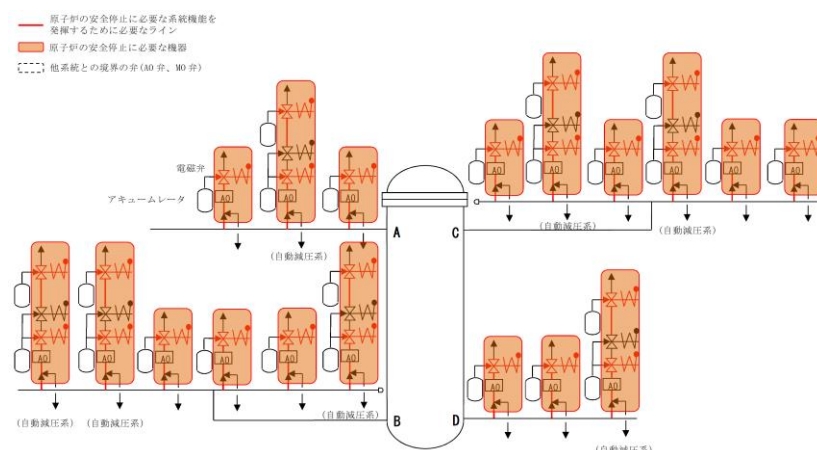 原子炉の安全停止に必要な系統機能を
発揮するために必要なライン
原子炉の安全停止に必要な機器
他系統との境界の弁(AO弁、MO弁)
電磁弁
アキュームレータ
AO
AO
AO
(自動減圧系)
AO
AO
AO
AO
AO
AO
(自動減圧系)
(自動減圧系)
A
C
AO
AO
AO
AO
AO
AO
(自動減圧系)
(自動減圧系)
(自動減圧系)
B
D
AO
AO
AO
(自動減圧系)